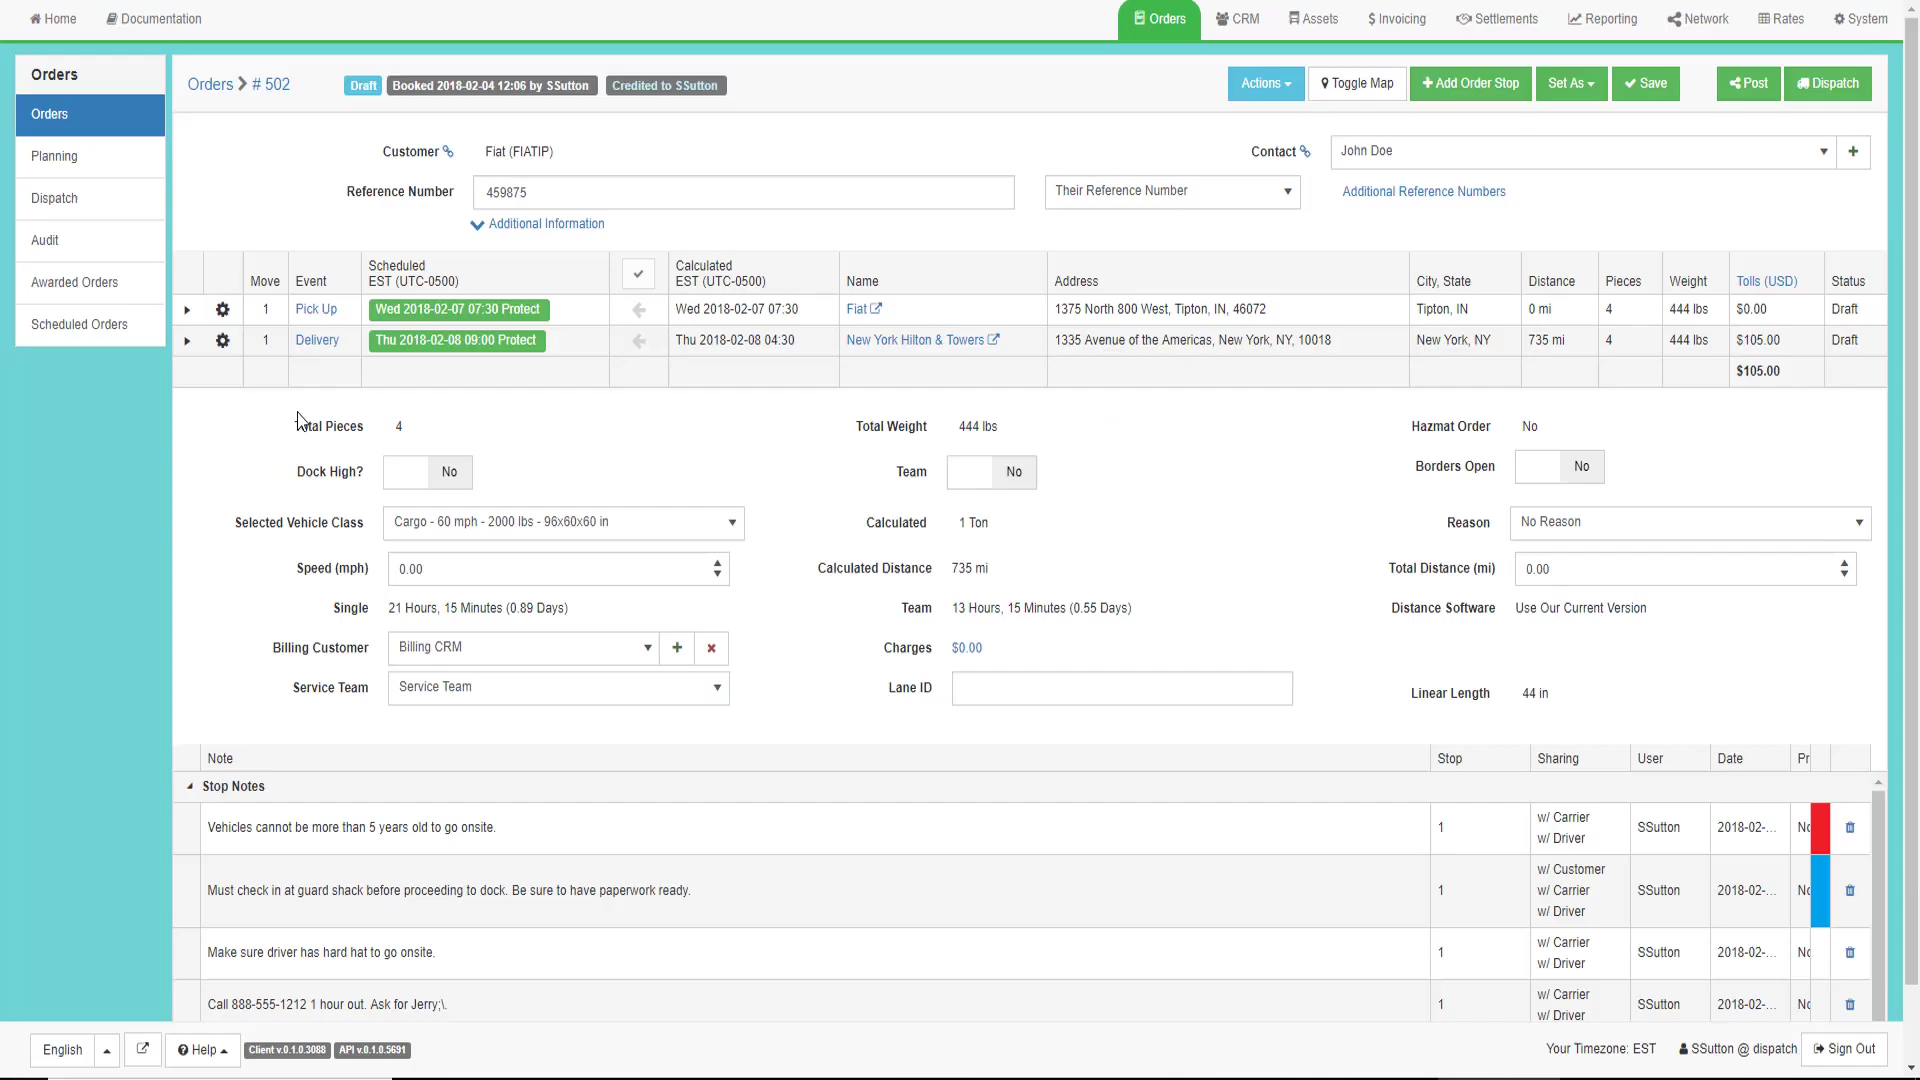 Home
Documentation
Orders
CRM
Assets
$ Invoicing
Settlements
Reporting
Network
Rates
System
Orders
Orders
Planning
Dispatch
Audit
Awarded Orders
Scheduled Orders
Orders > # 502
Draft
Booked 2018-02-04 12:06 by SSutton
Credited to SSutton
Actions
Toggle Map
+ Add Order Stop
Set As
Save
Post
Dispatch
Customer
Fiat (FIATIP)
Contact
John Doe
Reference Number
459875
Their Reference Number
Additional Reference Numbers
Additional Information
Move Event Scheduled EST (UTC-0500) Calculated EST (UTC-0500) Name Address City, State Distance Pieces Weight Tolls (USD) Status
1 Pick Up Wed 2018-02-07 07:30 Protect Wed 2018-02-07 07:30 Fiat 1375 North 800 West, Tipton, IN, 46072 Tipton, IN 0 mi 4 444 lbs $0.00 Draft
1 Delivery Thu 2018-02-08 09:00 Protect Thu 2018-02-08 04:30 New York Hilton & Towers 1335 Avenue of the Americas, New York, NY, 10018 New York, NY 735 mi 4 444 lbs $105.00 Draft
$105.00
Pieces 4
Total Weight 444 lbs
Hazmat Order No
Dock High? No
Team No
Borders Open No
Selected Vehicle Class Cargo - 60 mph - 2000 lbs - 96x60x60 in
Calculated 1 Ton
Reason No Reason
Speed (mph) 0.00
Calculated Distance 735 mi
Total Distance (mi) 0.00
Single 21 Hours, 15 Minutes (0.89 Days)
Team 13 Hours, 15 Minutes (0.55 Days)
Distance Software Use Our Current Version
Billing Customer Billing CRM
Charges $0.00
Service Team Service Team
Lane ID
Linear Length 44 in
Note Stop Sharing User Date Pr
Stop Notes
Vehicles cannot be more than 5 years old to go onsite. 1 w/ Carrier w/ Driver SSutton 2018-02-...
Must check in at guard shack before proceeding to dock. Be sure to have paperwork ready. 1 w/ Customer w/ Carrier w/ Driver SSutton 2018-02-...
Make sure driver has hard hat to go onsite. 1 w/ Carrier w/ Driver SSutton 2018-02-...
Call 888-555-1212 1 hour out. Ask for Jerry;\. 1 w/ Carrier w/ Driver SSutton 2018-02-...
English
Help
Client v.0.1.0.3088
API v.0.1.0.5691
Your Timezone: EST
SSutton @ dispatch
Sign Out